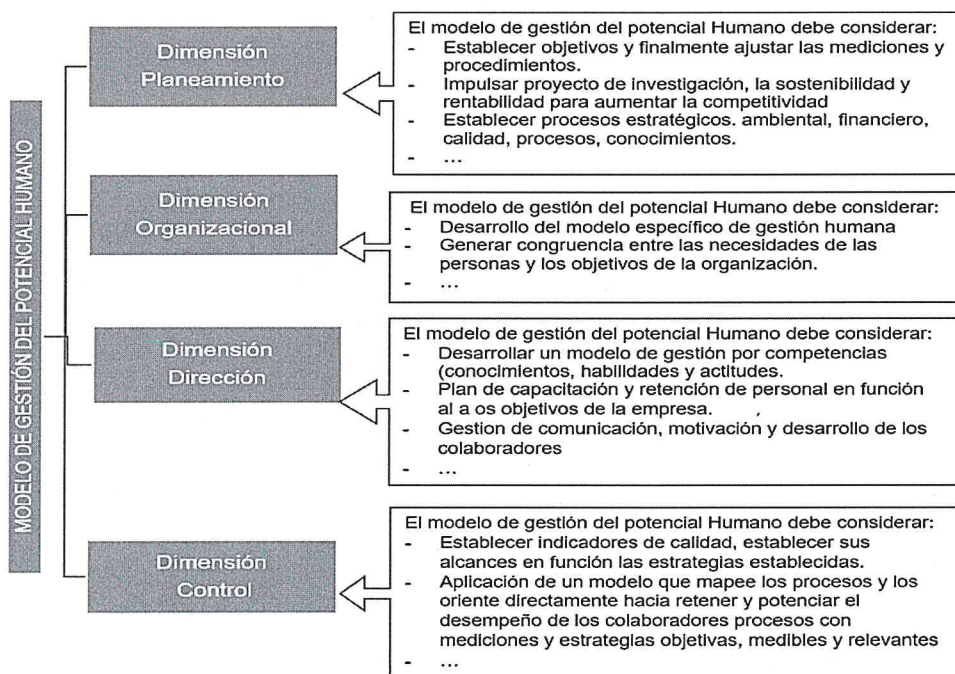 MODELO DE GESTIÓN DEL POTENCIAL HUMANO
Dimensión
Planeamiento
El modelo de gestión del potencial Humano debe considerar:
- Establecer objetivos y finalmente ajustar las mediciones y
procedimientos.
- Impulsar proyecto de investigación, la sostenibilidad y
rentabilidad para aumentar la competitividad
- Establecer procesos estratégicos. ambiental, financiero,
calidad, procesos, conocimientos.
- ...
Dimensión
Organizacional
El modelo de gestión del potencial Humano debe considerar:
- Desarrollo del modelo específico de gestión humana
- Generar congruencia entre las necesidades de las
personas y los objetivos de la organización.
- ...
Dimensión
Dirección
El modelo de gestión del potencial Humano debe considerar:
- Desarrollar un modelo de gestión por competencias
(conocimientos, habilidades y actitudes.
- Plan de capacitación y retención de personal en función
al a os objetivos de la empresa.
- Gestion de comunicación, motivación y desarrollo de los
colaboradores
- ...
Dimensión
Control
El modelo de gestión del potencial Humano debe considerar:
- Establecer indicadores de calidad, establecer sus
alcances en función las estrategias establecidas.
- Aplicación de un modelo que mapee los procesos y los
oriente directamente hacia retener y potenciar el
desempeño de los colaboradores procesos con
mediciones y estrategias objetivas, medibles y relevantes
- ...